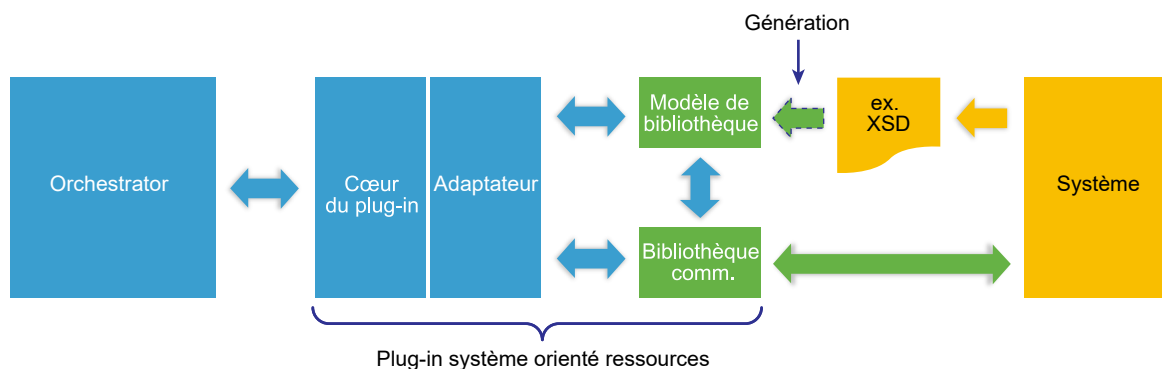 Génération
Orchestrator
Cœur
du plug-in
Adaptateur
Modèle de
bibliothèque
ex.
XSD
Système
Bibliothèque
comm.
Plug-in système orienté ressources